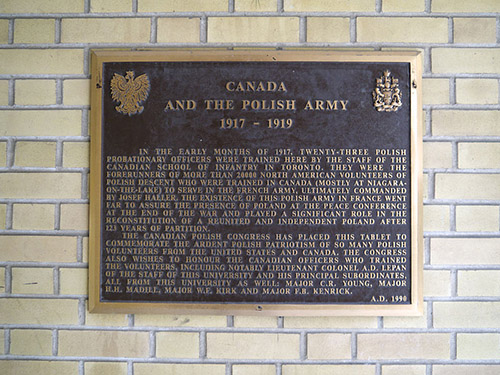 CANADA
AND THE POLISH ARMY
1917 - 1919
IN THE EARLY MONTHS OF 1917, TWENTY-THREE POLISH
PROBATIONARY OFFICERS WERE TRAINED HERE BY THE STAFF OF THE
CANADIAN SCHOOL OF INFANTRY IN TORONTO. THEY WERE THE
FORERUNNERS OF MORE THAN 20000 NORTH AMERICAN VOLUNTEERS OF
POLISH DESCENT WHO WERE TRAINED IN CANADA (MOSTLY AT NIAGARA-
ON-THE-LAKE) TO SERVE IN THE FRENCH ARMY, ULTIMATELY COMMANDED
BY JOSEF HALLER. THE EXISTENCE OF THIS POLISH ARMY IN FRANCE WENT
FAR TO ASSURE THE PRESENCE OF POLAND AT THE PEACE CONFERENCE
AT THE END OF THE WAR AND PLAYED A SIGNIFICANT ROLE IN THE
RECONSTITUTION OF A REUNITED AND INDEPENDENT POLAND AFTER
123 YEARS OF PARTITION.
THE CANADIAN POLISH CONGRESS HAS PLACED THIS TABLET TO
COMMEMORATE THE ARDENT POLISH PATRIOTISM OF SO MANY POLISH
VOLUNTEERS FROM THE UNITED STATES AND CANADA. THE CONGRESS
ALSO WISHES TO HONOUR THE CANADIAN OFFICERS WHO TRAINED
THE VOLUNTEERS, INCLUDING NOTABLY LIEUTENANT COLONEL A.D. LEPAN
OF THE STAFF OF THIS UNIVERSITY AND HIS PRINCIPAL SUBORDINATES,
ALL FROM THIS UNIVERSITY AS WELL: MAJOR C.R. YOUNG, MAJOR
H.H. MADILL, MAJOR W.E. KIRK AND MAJOR F.B. KENRICK.
A.D. 1990